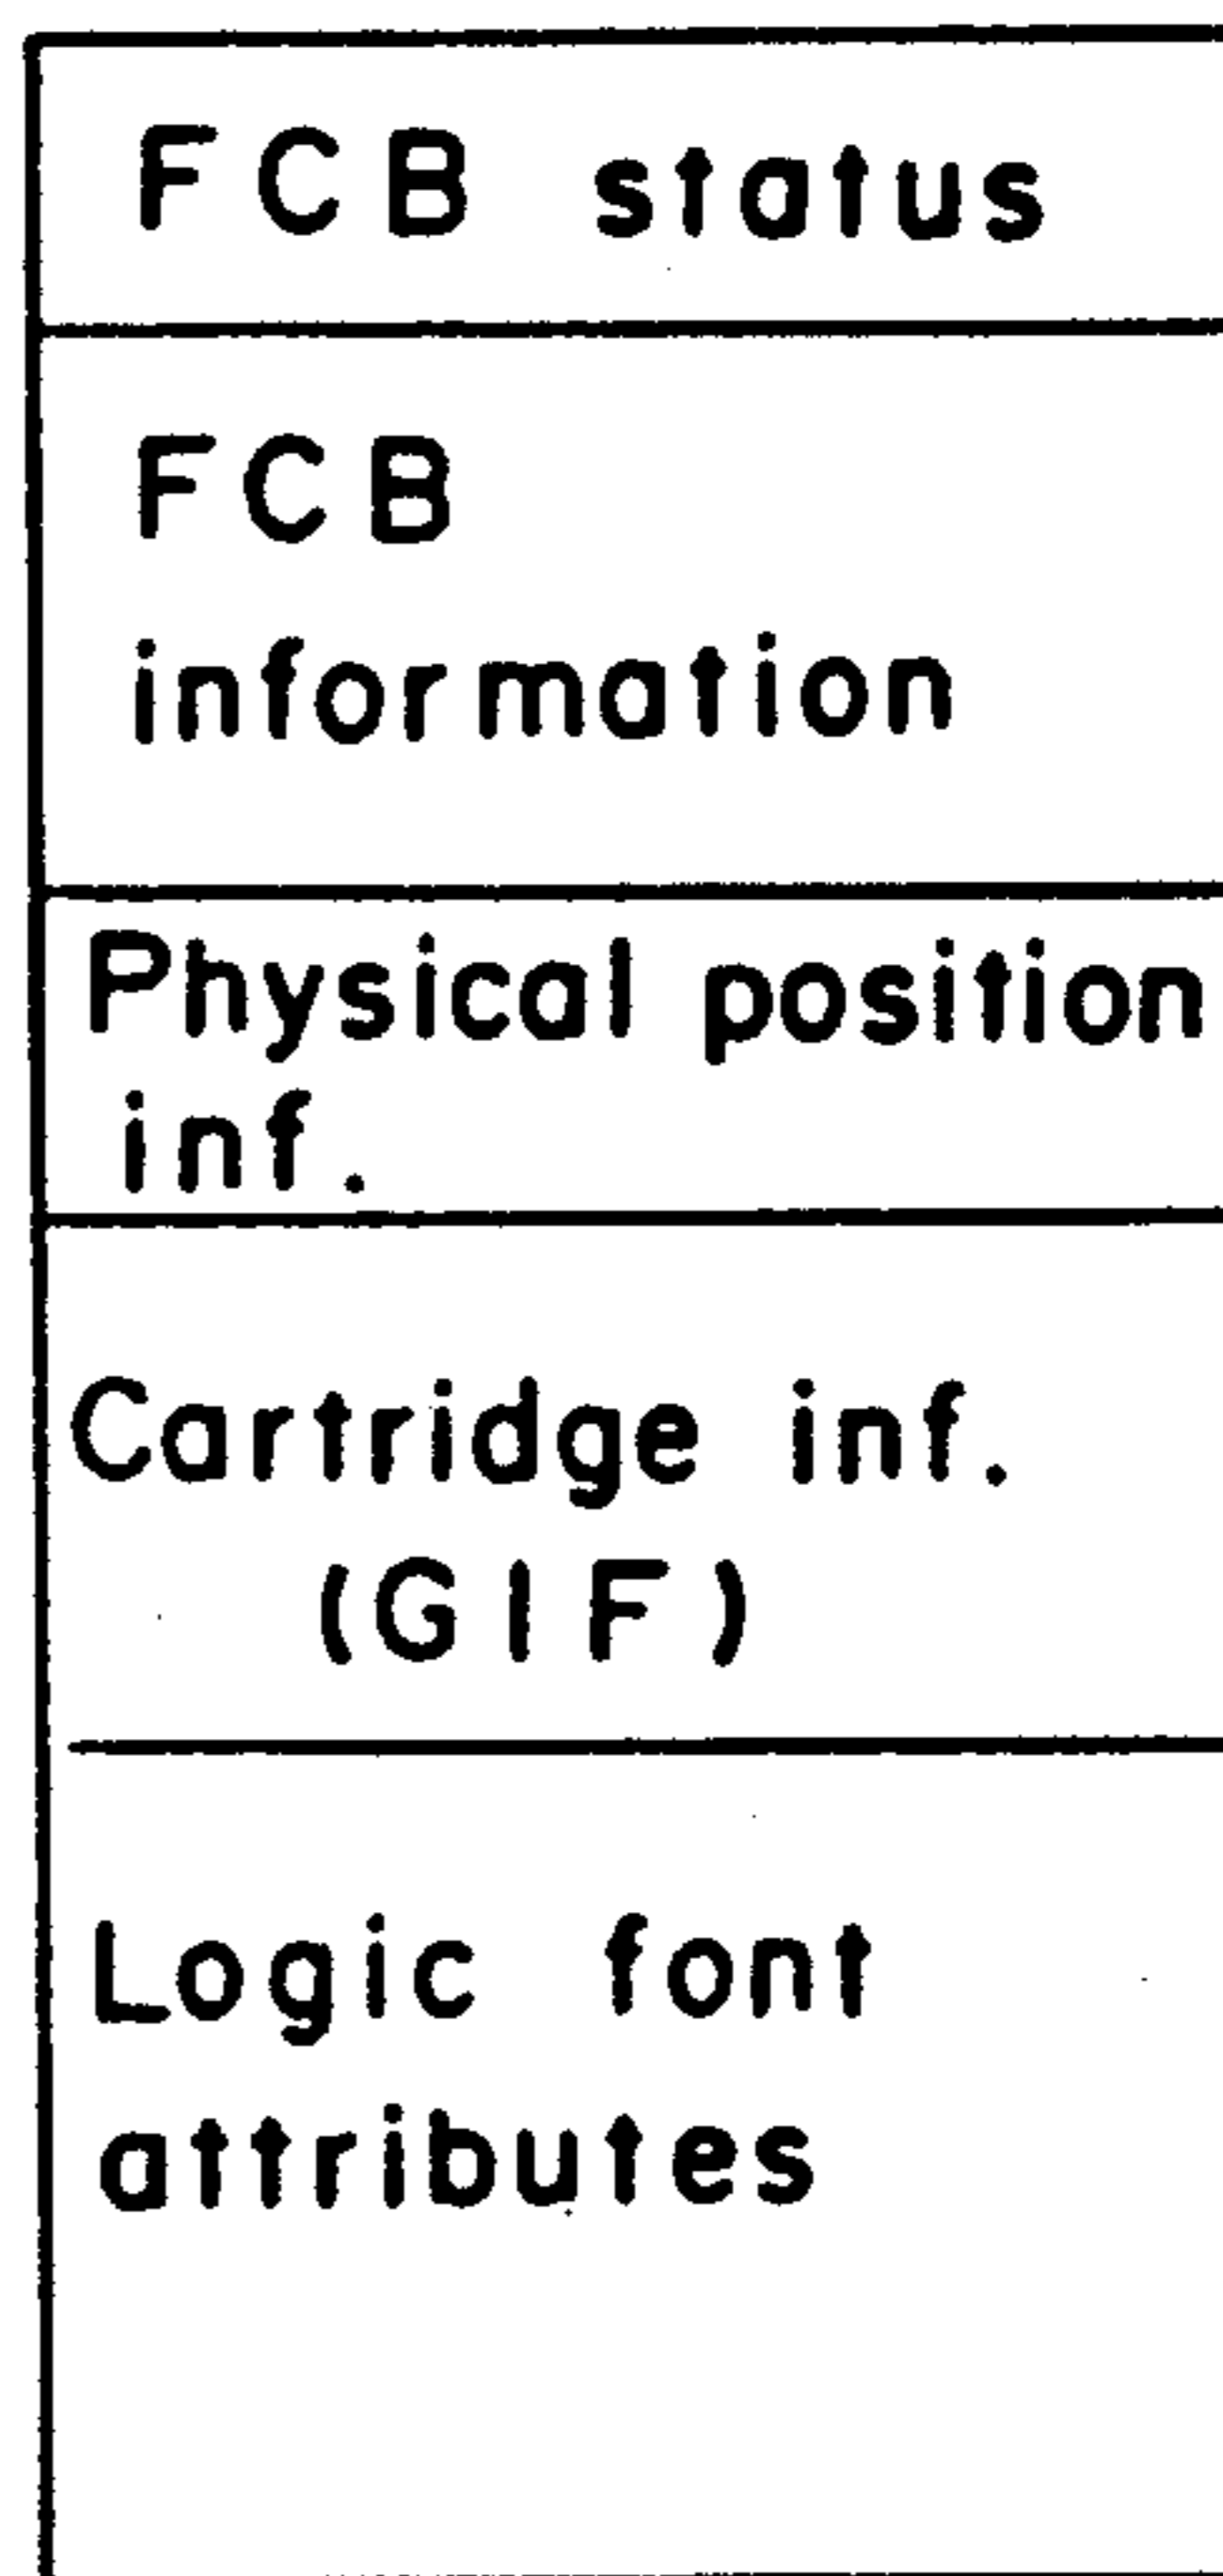 FCB status
FCB
information
Physical position
inf.
Cartridge inf.
(GIF)
Logic font
attributes